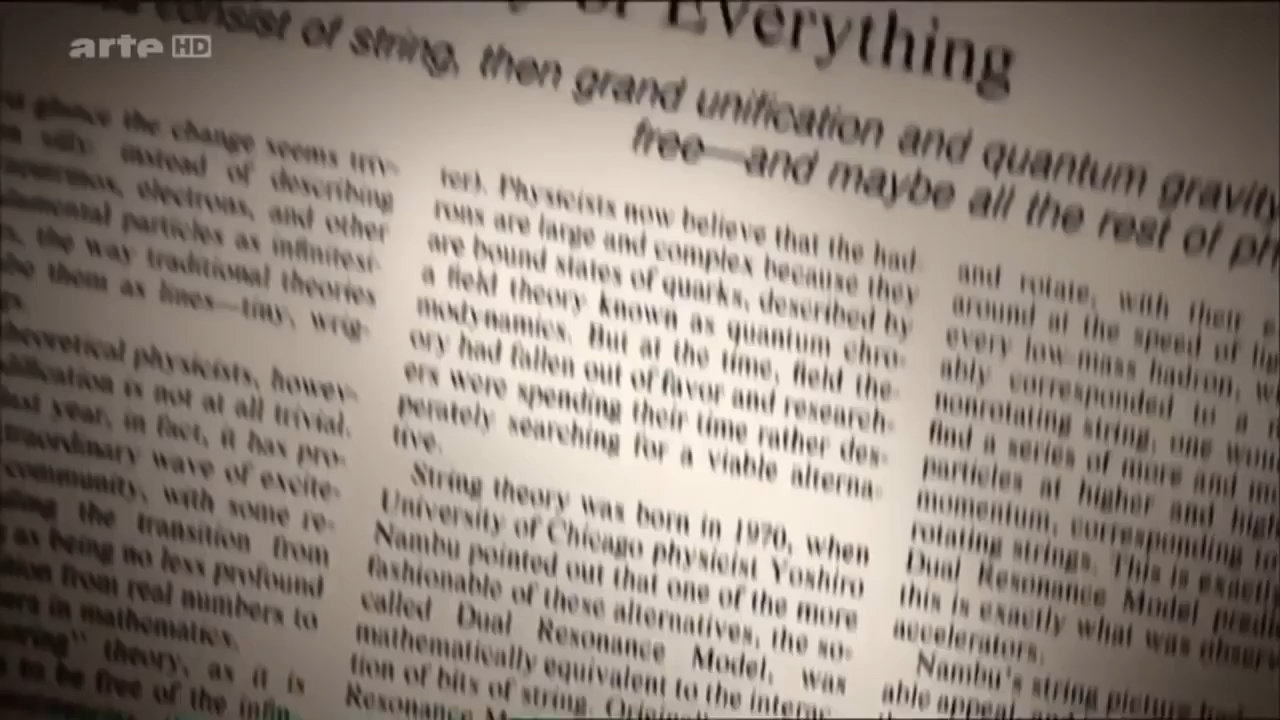 arte HD
Everything
consist of string, then grand unification and quantum gravity
free—and maybe all the rest of
glance the change seems triv-
silly: instead of describing
electrons, and other
particles as infinitesi-
the way traditional theories
them as lines—tiny, wrig-
theoretical physicists, howev-
is not at all trivial.
last year, in fact, it has pro-
wave of excite-
community, with some re-
the transition from
as being no less profound
from real numbers to
in mathematics.
theory, as it is
to be free of the
ter). Physicists now believe that the had-
rons are large and complex because they
are bound states of quarks, described by
a field theory known as quantum chro-
modynamics. But at the time, field the-
ory had fallen out of favor and research-
ers were spending their time rather des-
perately searching for a viable alterna-
tive.
String theory was born in 1970, when
University of Chicago physicist Yoshiro
Nambu pointed out that one of the more
fashionable of these alternatives, the so-
called Dual Resonance Model, was
mathematically equivalent to the interac-
tion of bits of string.
Resonance
and rotate, with their
around at the speed of
every low-mass hadron,
ably corresponded to a
nonrotating string, one
find a series of more and
particles at higher and
momentum, corresponding
rotating strings. This is
Dual Resonance Model
this is exactly what was
accelerators.
Nambu's string picture
able appeal, and